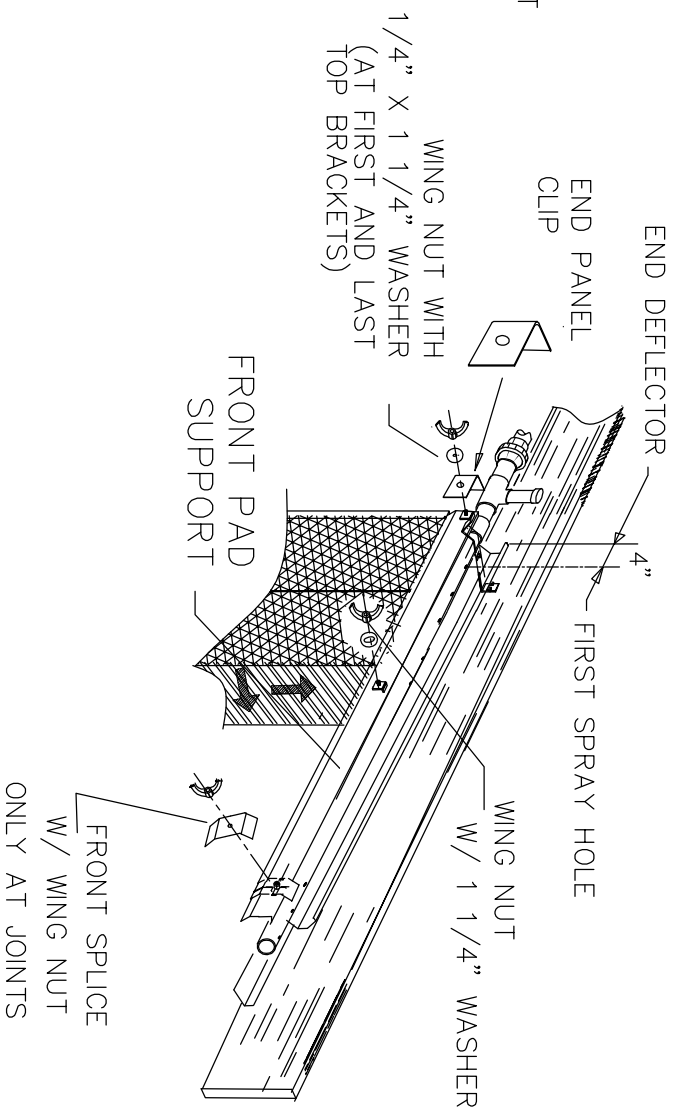 T
END DEFLECTOR
4”
FIRST SPRAY HOLE
END PANEL
CLIP
WING NUT WITH
1/4” X 1 1/4” WASHER
(AT FIRST AND LAST
TOP BRACKETS)
WING NUT
W/ 1 1/4” WASHER
FRONT PAD
SUPPORT
FRONT SPLICE
W/ WING NUT
ONLY AT JOINTS